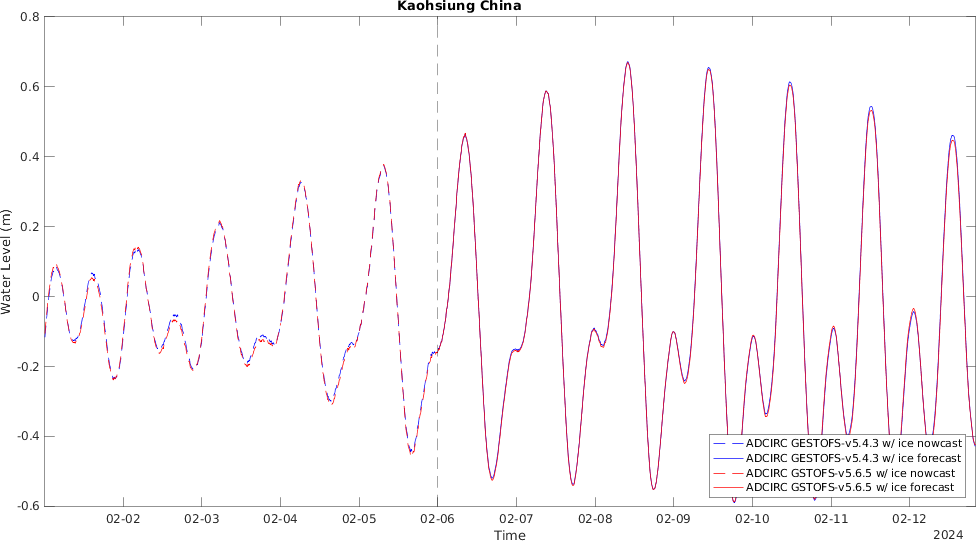 Kaohsiung China
Water Level (m)
0.8
0.6
0.4
0.2
0
-0.2
-0.4
-0.6
ADCIRC GESTOFS-v5.4.3 w/ ice nowcast
ADCIRC GESTOFS-v5.4.3 w/ ice forecast
ADCIRC GSTOFS-v5.6.5 w/ ice nowcast
ADCIRC GSTOFS-v5.6.5 w/ ice forecast
02-02 02-03 02-04 02-05 02-06 02-07 02-08 02-09 02-10 02-11 02-12
Time
2024